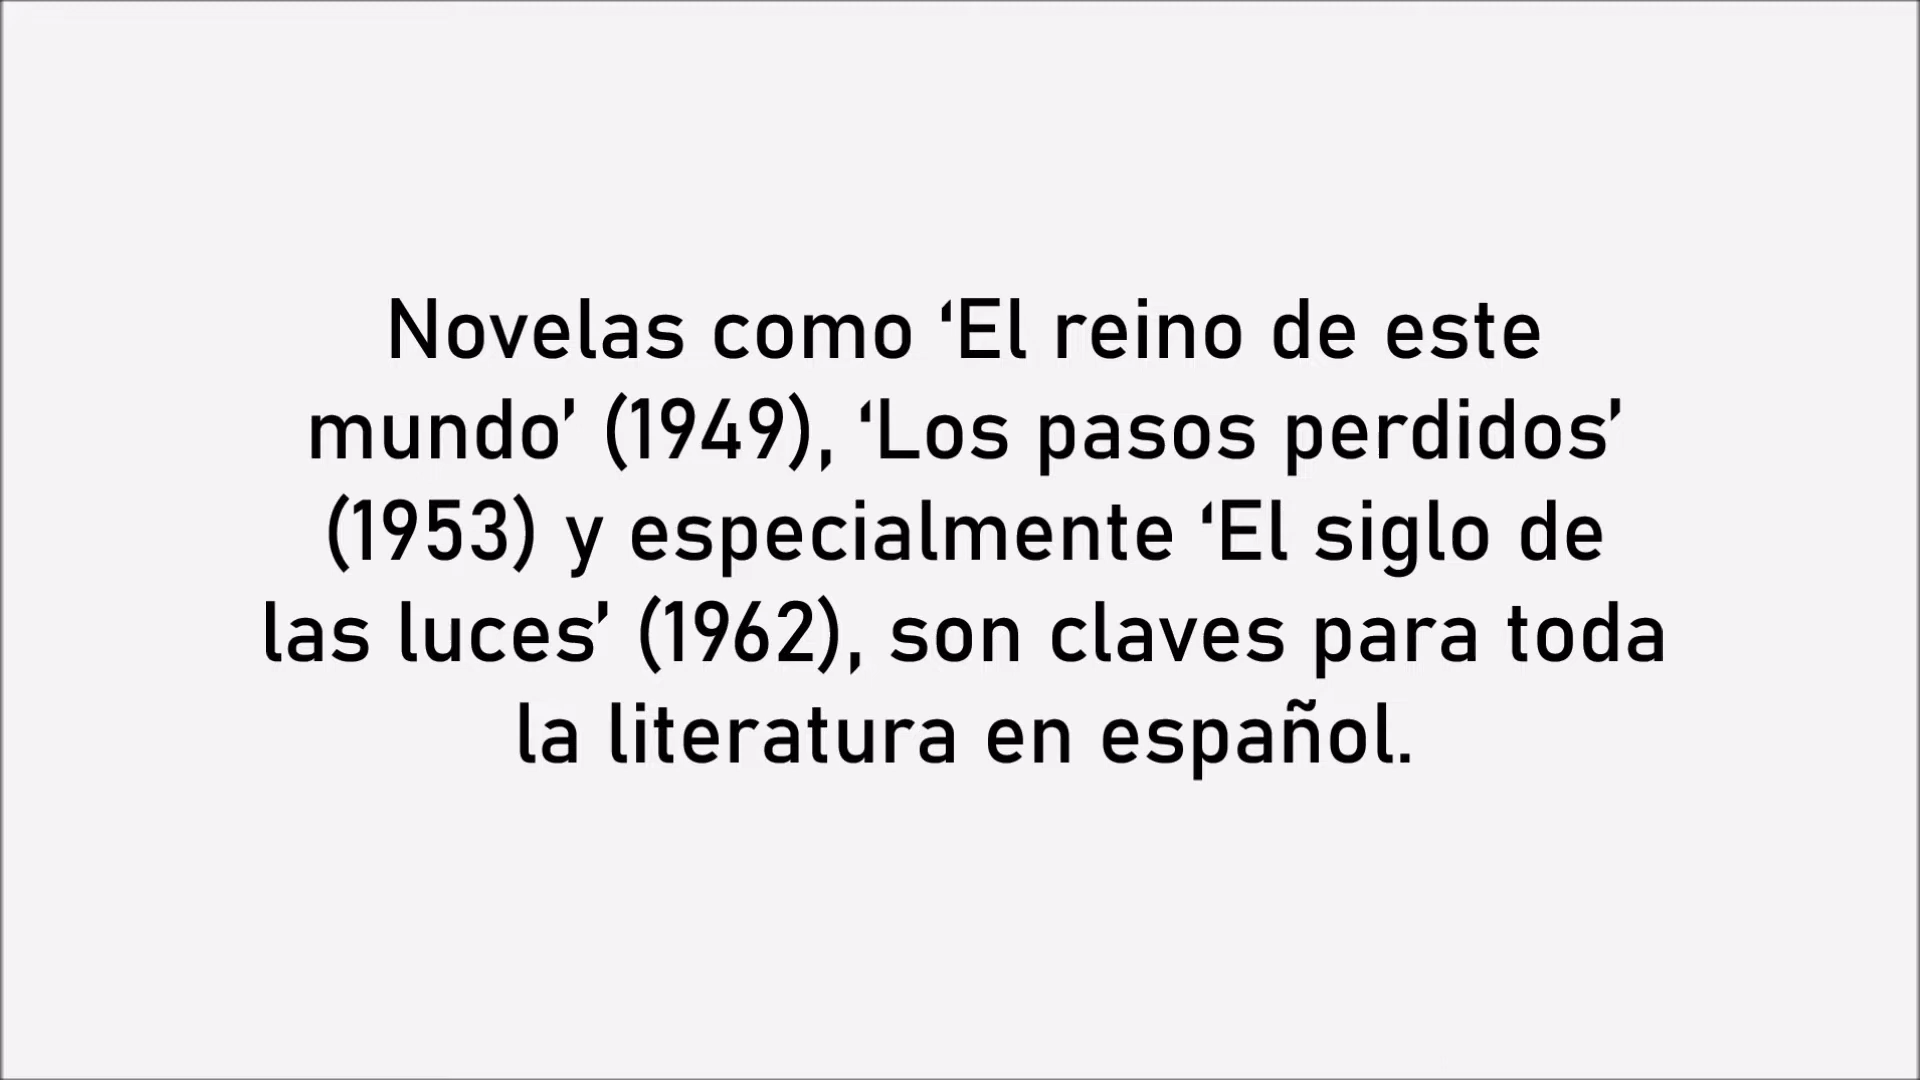 Novelas como ‘El reino de este
mundo’ (1949), ‘Los pasos perdidos’
(1953) y especialmente ‘El siglo de
las luces’ (1962), son claves para toda
la literatura en español.